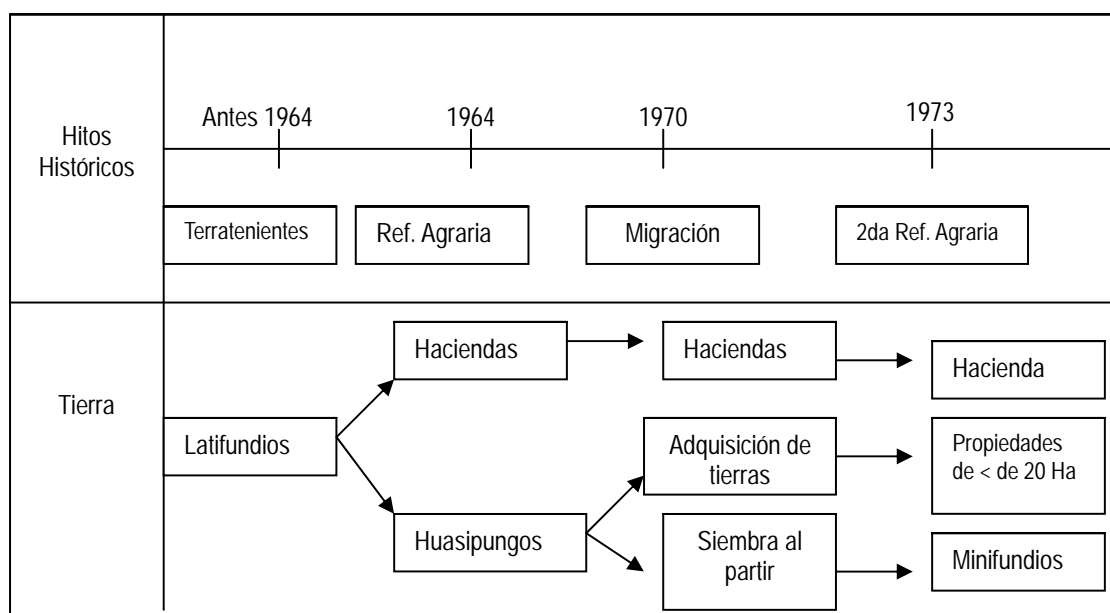 Hitos
Históricos
Antes 1964
1964
1970
1973
Terratenientes
Ref. Agraria
Migración
2da Ref. Agraria
Tierra
Haciendas
Haciendas
Hacienda
Latifundios
Adquisición de
tierras
Propiedades
de < de 20 Ha
Huasipungos
Siembra al
partir
Minifundios